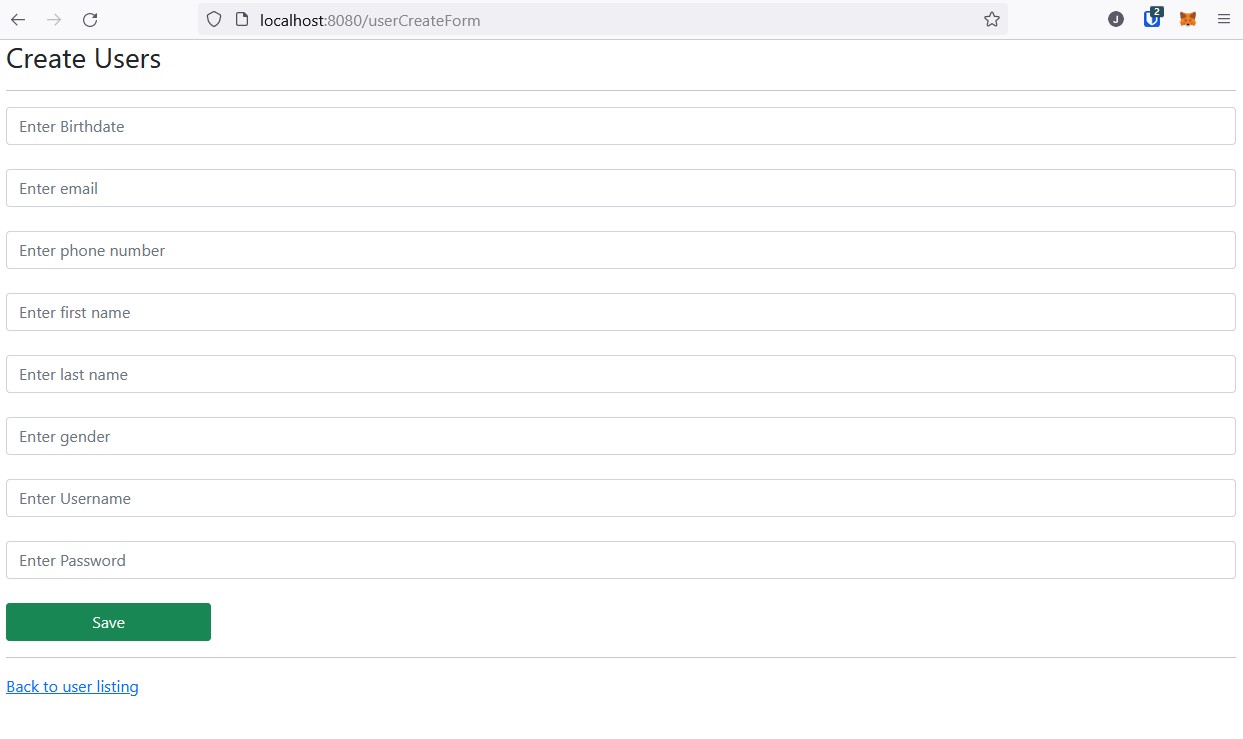 localhost:8080/userCreateForm
J
2
Create Users
Enter Birthdate
Enter email
Enter phone number
Enter first name
Enter last name
Enter gender
Enter Username
Enter Password
Save
Back to user listing